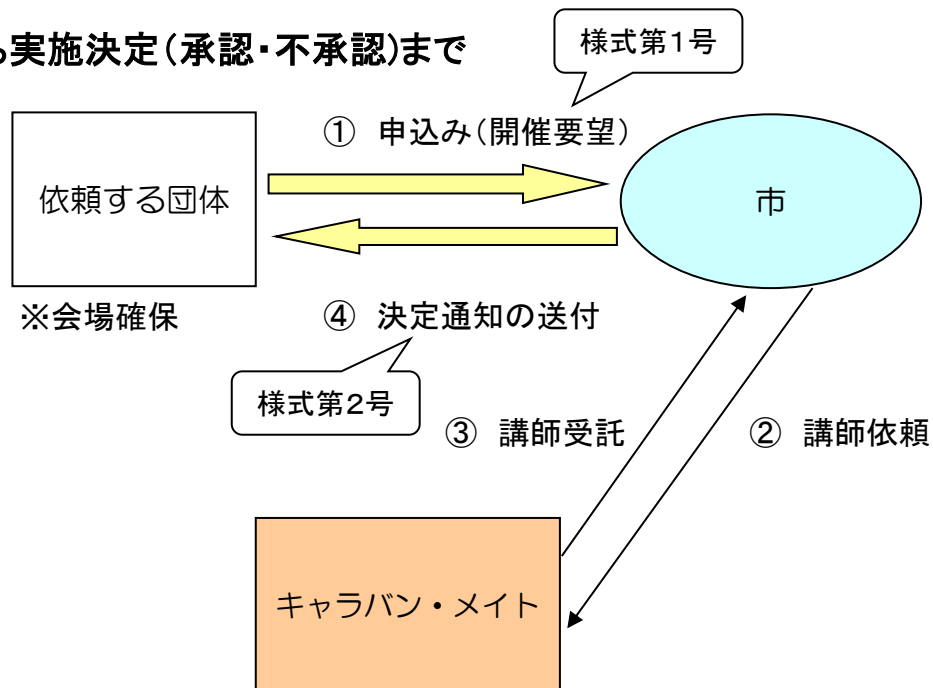 ら実施決定(承認・不承認)まで
様式第1号
① 申込み(開催要望)
依頼する団体
市
※会場確保
④ 決定通知の送付
様式第2号
③ 講師受託
② 講師依頼
キャラバン・メイト